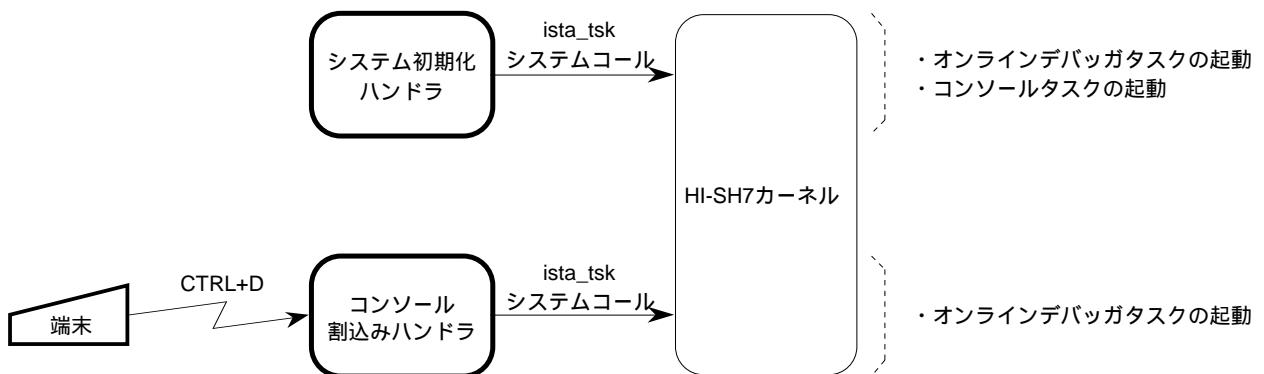 システム初期化
ハンドラ
ista_tsk
システムコール
・オンラインデバッガタスクの起動
・コンソールタスクの起動
HI-SH7カーネル
CTRL+D
端末
コンソール
割込みハンドラ
ista_tsk
システムコール
・オンラインデバッガタスクの起動